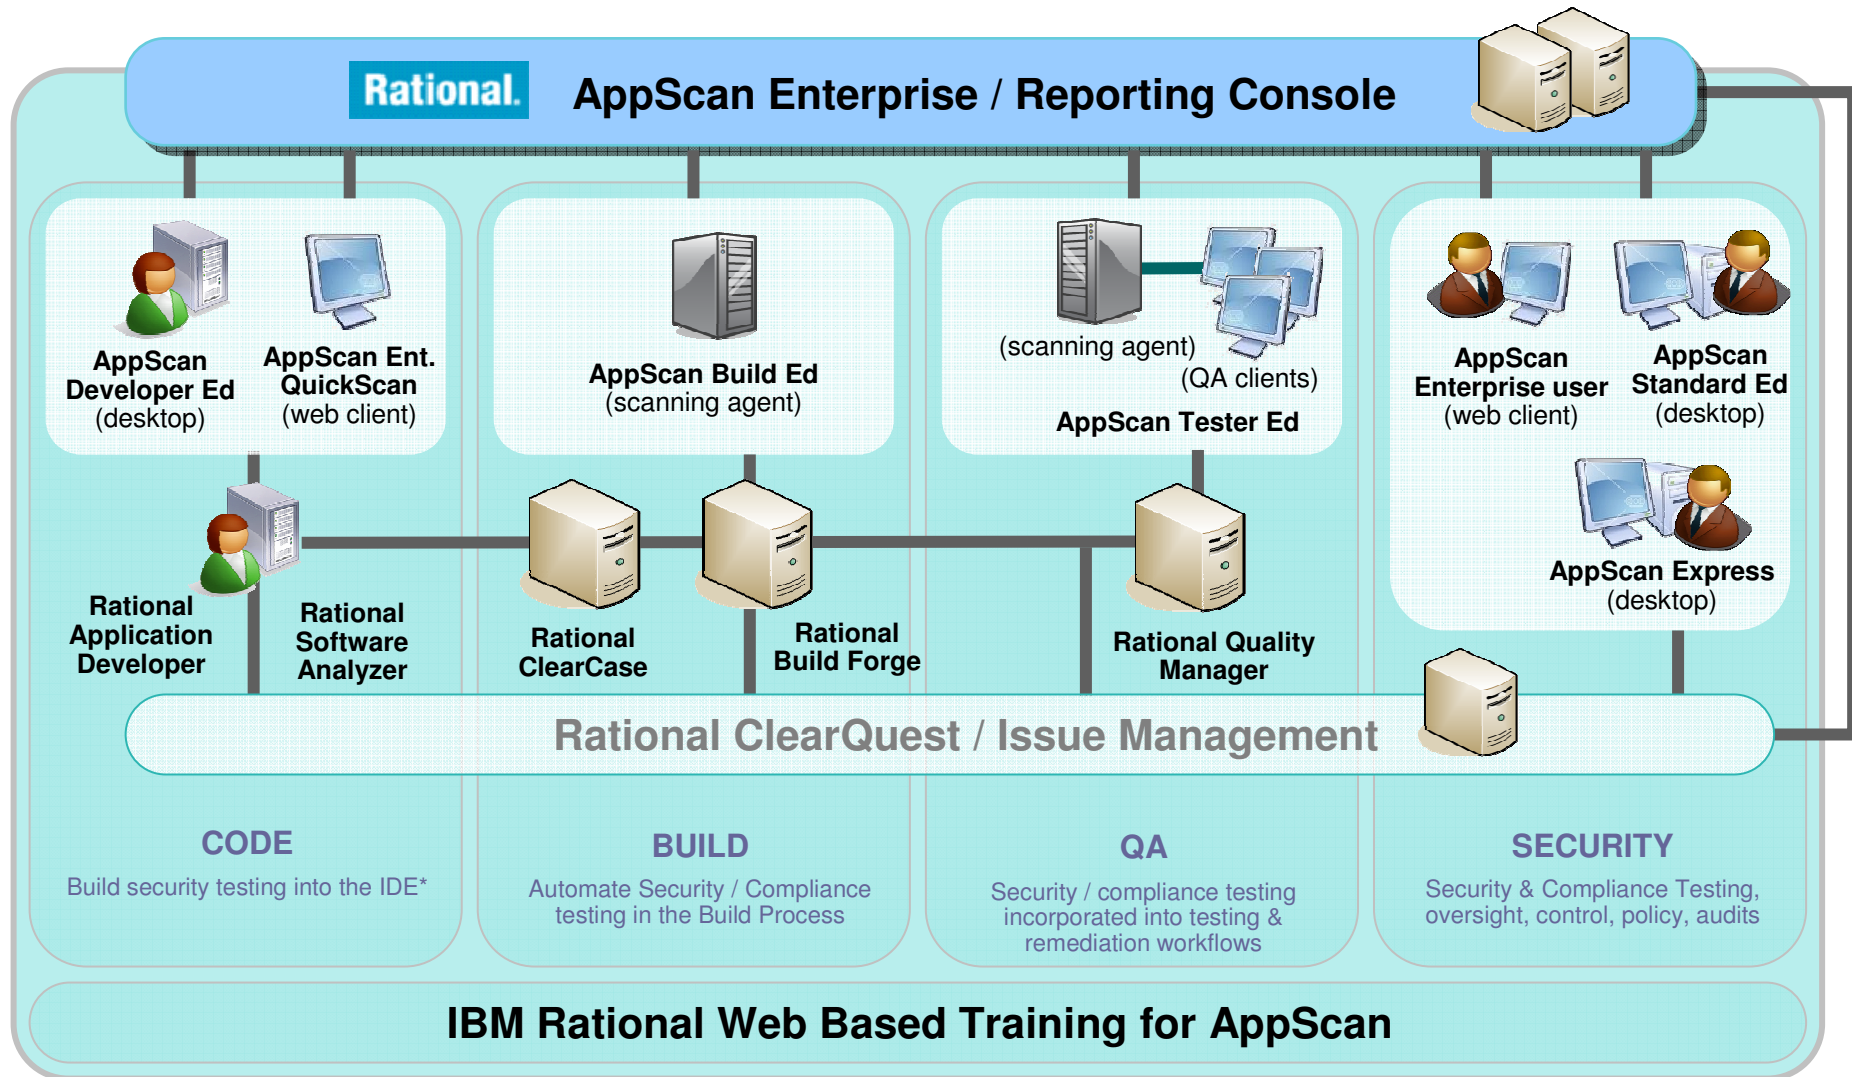 Rational.
AppScan Enterprise / Reporting Console
AppScan
Developer Ed
(desktop)
AppScan Ent.
QuickScan
(web client)
AppScan Build Ed
(scanning agent)
(scanning agent)
(QA clients)
AppScan Tester Ed
AppScan
Enterprise user
(web client)
AppScan
Standard Ed
(desktop)
AppScan Express
(desktop)
Rational
Application
Developer
Rational
Software
Analyzer
Rational
ClearCase
Rational
Build Forge
Rational Quality
Manager
Rational ClearQuest / Issue Management
CODE
Build security testing into the IDE*
BUILD
Automate Security / Compliance
testing in the Build Process
QA
Security / compliance testing
incorporated into testing &
remediation workflows
SECURITY
Security & Compliance Testing,
oversight, control, policy, audits
IBM Rational Web Based Training for AppScan